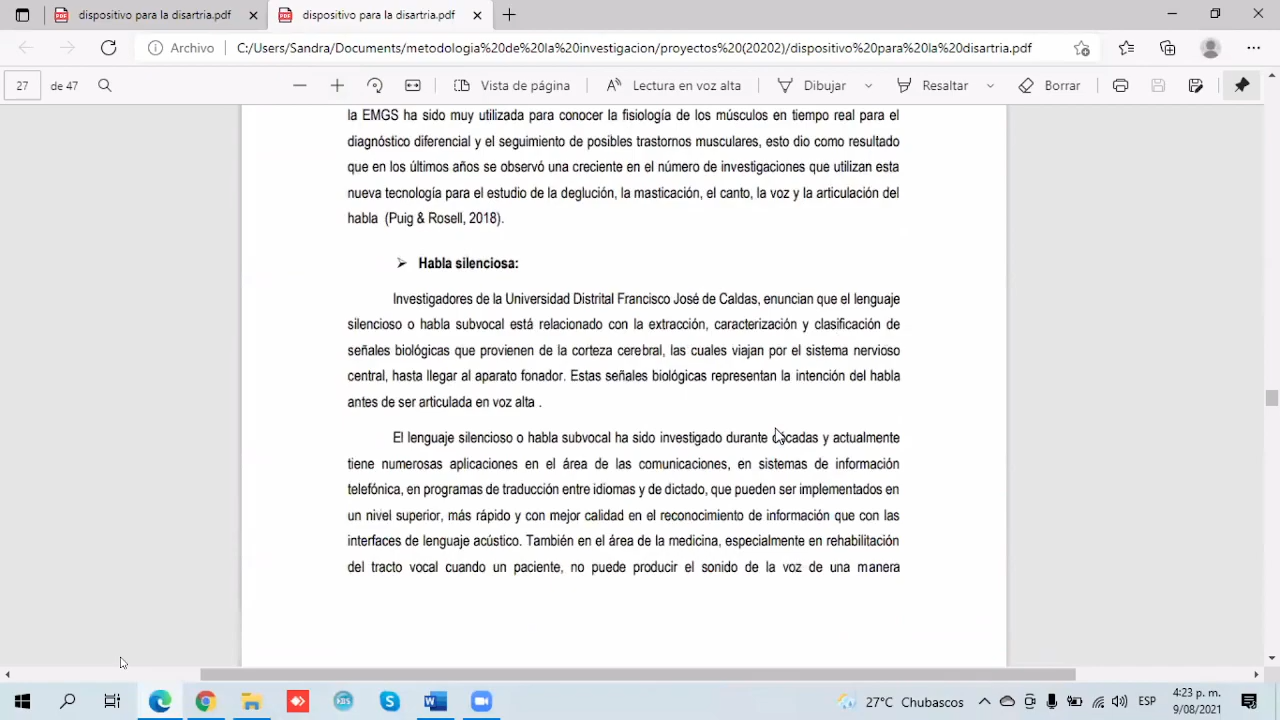 dispositivo para la disartria.pdf
dispositivo para la disartria.pdf
Archivo
C:/Users/Sandra/Documents/metodologia%20de%20la%20investigacion/proyectos%20(20202)/dispositivo%20para%20la%20disartria.pdf
27 de 47
Vista de página
Lectura en voz alta
Dibujar
Resaltar
Borrar
la EMGS ha sido muy utilizada para conocer la fisiología de los músculos en tiempo real para el
diagnóstico diferencial y el seguimiento de posibles trastornos musculares, esto dio como resultado
que en los últimos años se observó una creciente en el número de investigaciones que utilizan esta
nueva tecnología para el estudio de la deglución, la masticación, el canto, la voz y la articulación del
habla (Puig & Rosell, 2018).
➢ Habla silenciosa:
Investigadores de la Universidad Distrital Francisco José de Caldas, enuncian que el lenguaje
silencioso o habla subvocal está relacionado con la extracción, caracterización y clasificación de
señales biológicas que provienen de la corteza cerebral, las cuales viajan por el sistema nervioso
central, hasta llegar al aparato fonador. Estas señales biológicas representan la intención del habla
antes de ser articulada en voz alta .
El lenguaje silencioso o habla subvocal ha sido investigado durante décadas y actualmente
tiene numerosas aplicaciones en el área de las comunicaciones, en sistemas de información
telefónica, en programas de traducción entre idiomas y de dictado, que pueden ser implementados en
un nivel superior, más rápido y con mejor calidad en el reconocimiento de información que con las
interfaces de lenguaje acústico. También en el área de la medicina, especialmente en rehabilitación
del tracto vocal cuando un paciente, no puede producir el sonido de la voz de una manera
27°C Chubascos
ESP
4:23 p. m.
9/08/2021